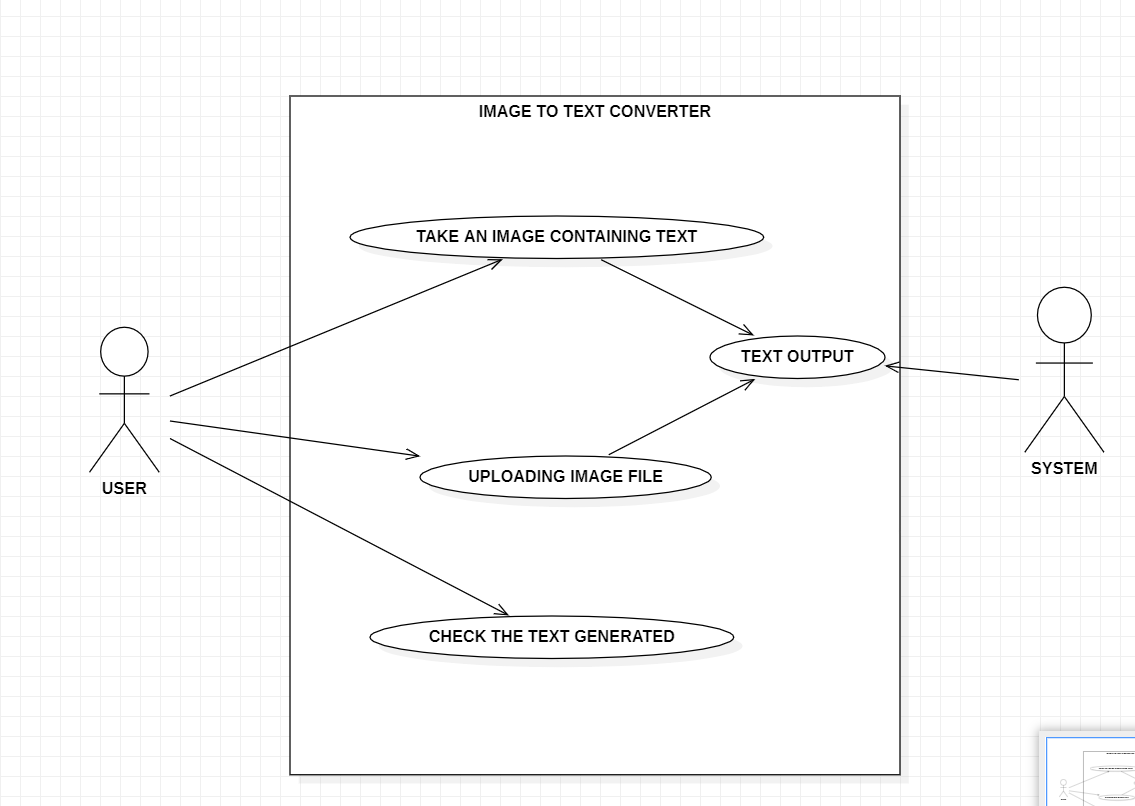 IMAGE TO TEXT CONVERTER
TAKE AN IMAGE CONTAINING TEXT
TEXT OUTPUT
UPLOADING IMAGE FILE
CHECK THE TEXT GENERATED
USER
SYSTEM